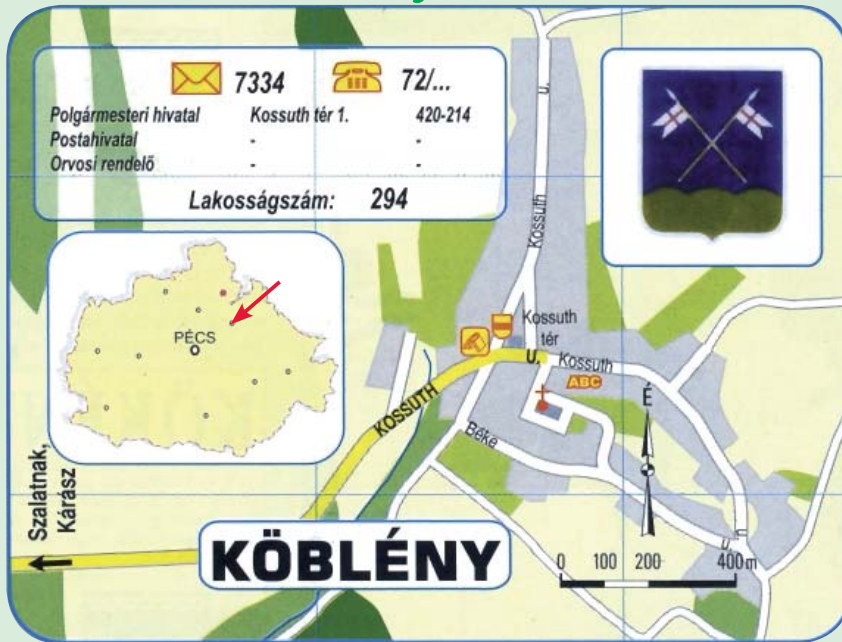 7334 72/...
Polgármesteri hivatal Kossuth tér 1. 420-214
Postahivatal - -
Orvosi rendelő - -
Lakosságszám: 294
PÉCS
u.
Kossuth
Kossuth
tér
U.
Kossuth
KOSSUTH
ABC
Béke
É
u.
u.
Szalatnak,
Kárász
KÖBLÉNY
0 100 200 400 m